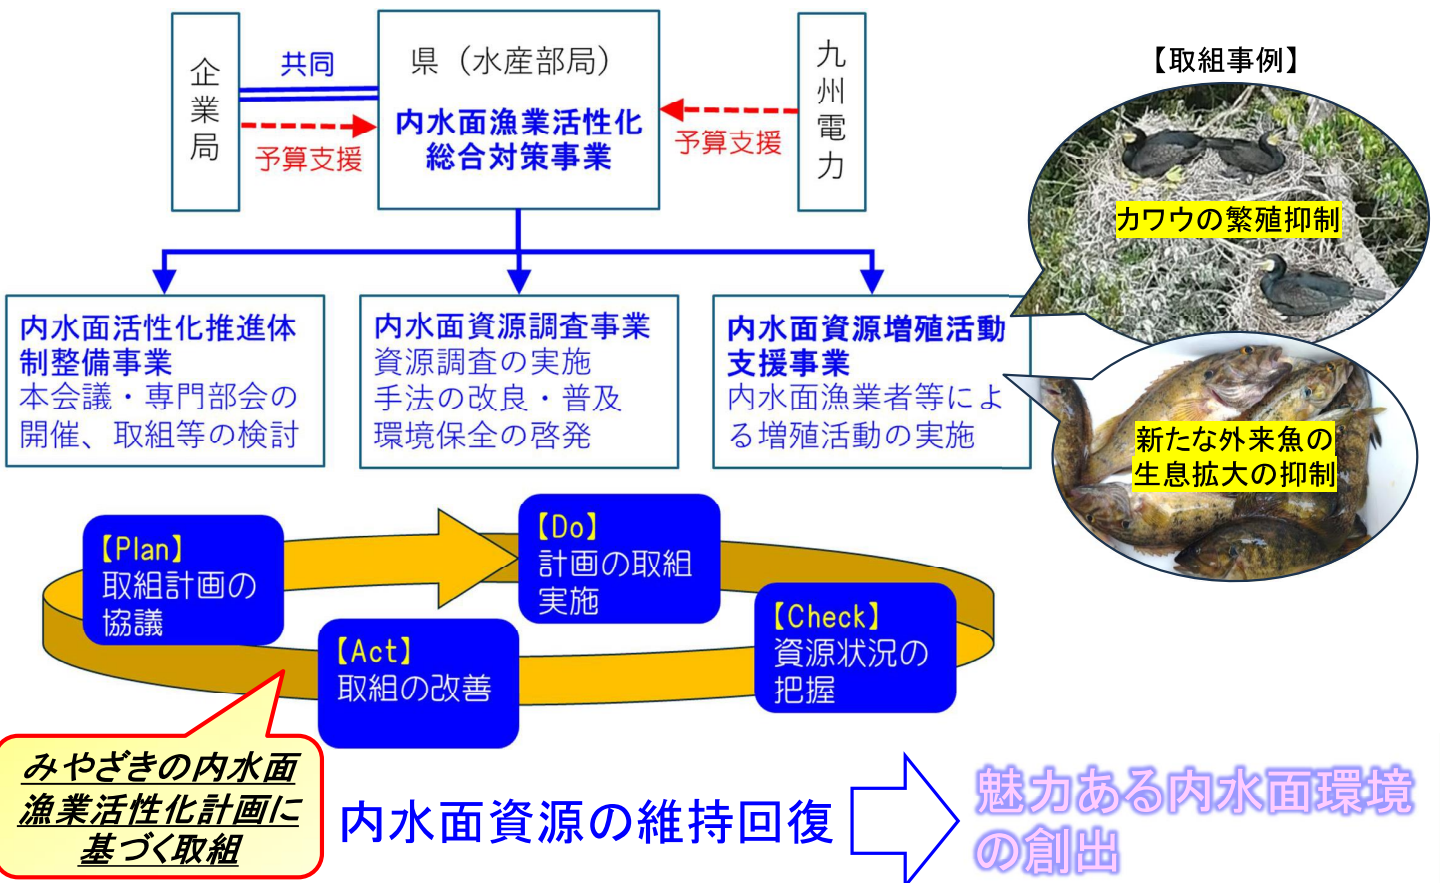 企業局
共同
予算支援
県（水産部局）
内水面漁業活性化
総合対策事業
予算支援
九州電力
【取組事例】
カワウの繁殖抑制
新たな外来魚の
生息拡大の抑制
内水面活性化推進体
制整備事業
本会議・専門部会の
開催、取組等の検討
内水面資源調査事業
資源調査の実施
手法の改良・普及
環境保全の啓発
内水面資源増殖活動
支援事業
内水面漁業者等によ
る増殖活動の実施
【Plan】
取組計画の
協議
【Do】
計画の取組
実施
【Check】
資源状況の
把握
【Act】
取組の改善
みやざきの内水面
漁業活性化計画に
基づく取組
内水面資源の維持回復
魅力ある内水面環境
の創出